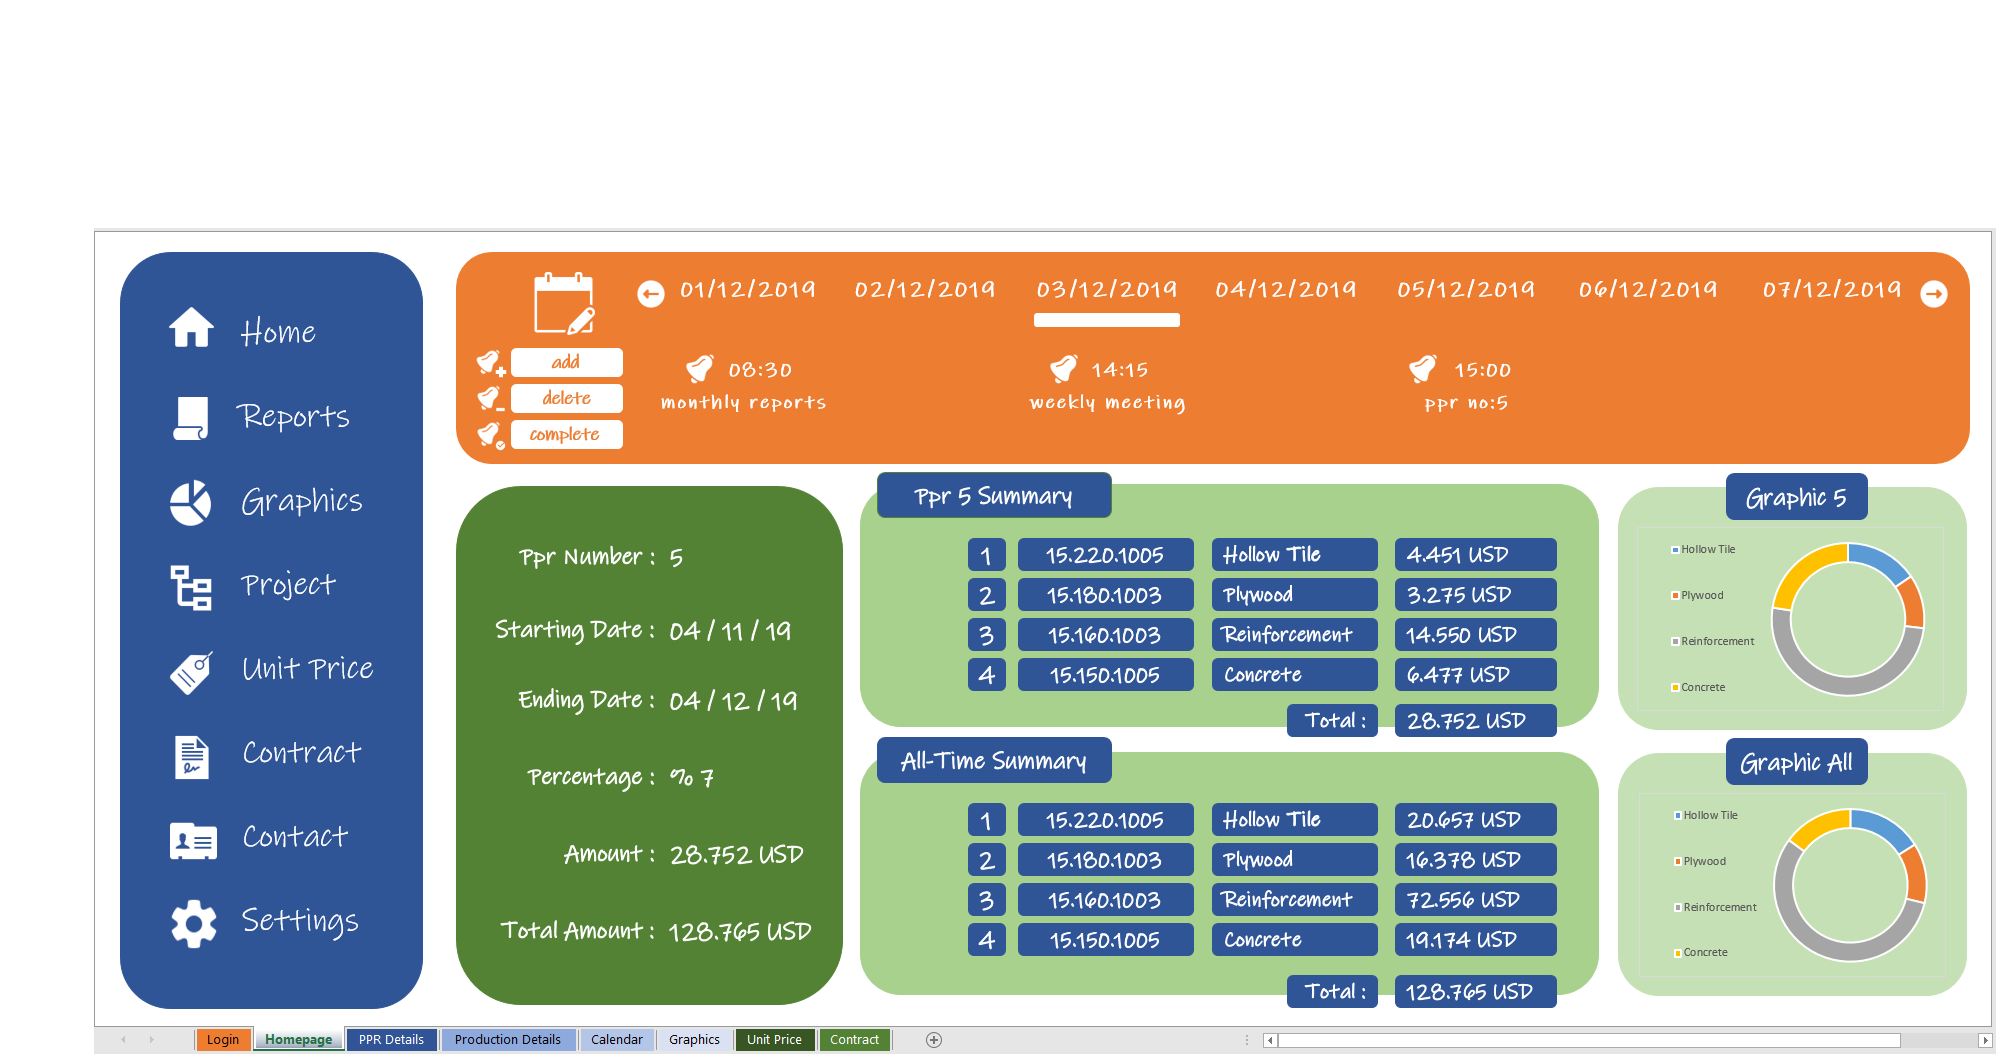 Home
Reports
Graphics
Project
Unit Price
Contract
Contact
Settings
01/12/2019 02/12/2019 03/12/2019 04/12/2019 05/12/2019 06/12/2019 07/12/2019
add
delete
complete
08:30
monthly reports
14:15
weekly meeting
15:00
ppr no:5
Ppr Number : 5
Starting Date : 04 / 11 / 19
Ending Date : 04 / 12 / 19
Percentage : % 7
Amount : 28.752 USD
Total Amount : 128.765 USD
Ppr 5 Summary
1 15.220.1005 Hollow Tile 4.451 USD
2 15.180.1003 Plywood 3.275 USD
3 15.160.1003 Reinforcement 14.550 USD
4 15.150.1005 Concrete 6.477 USD
Total : 28.752 USD
Graphic 5
Hollow Tile
Plywood
Reinforcement
Concrete
All-Time Summary
1 15.220.1005 Hollow Tile 20.657 USD
2 15.180.1003 Plywood 16.378 USD
3 15.160.1003 Reinforcement 72.556 USD
4 15.150.1005 Concrete 19.174 USD
Total : 128.765 USD
Graphic All
Hollow Tile
Plywood
Reinforcement
Concrete
Login Homepage PPR Details Production Details Calendar Graphics Unit Price Contract